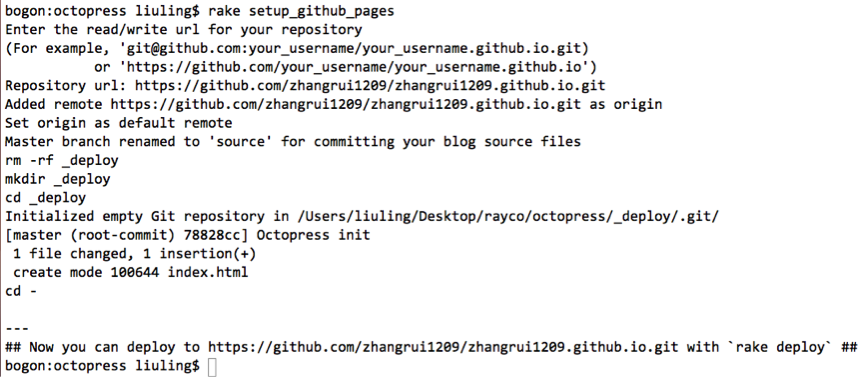 bogon:octopress liuling$ rake setup_github_pages
Enter the read/write url for your repository
(For example, 'git@github.com:your_username/your_username.github.io.git)
           or 'https://github.com/your_username/your_username.github.io')
Repository url: https://github.com/zhangrui1209/zhangrui1209.github.io.git
Added remote https://github.com/zhangrui1209/zhangrui1209.github.io.git as origin
Set origin as default remote
Master branch renamed to 'source' for committing your blog source files
rm -rf _deploy
mkdir _deploy
cd _deploy
Initialized empty Git repository in /Users/liuling/Desktop/rayco/octopress/_deploy/.git/
[master (root-commit) 78828cc] Octopress init
 1 file changed, 1 insertion(+)
 create mode 100644 index.html
cd -
---
## Now you can deploy to https://github.com/zhangrui1209/zhangrui1209.github.io.git with `rake deploy` ##
bogon:octopress liuling$